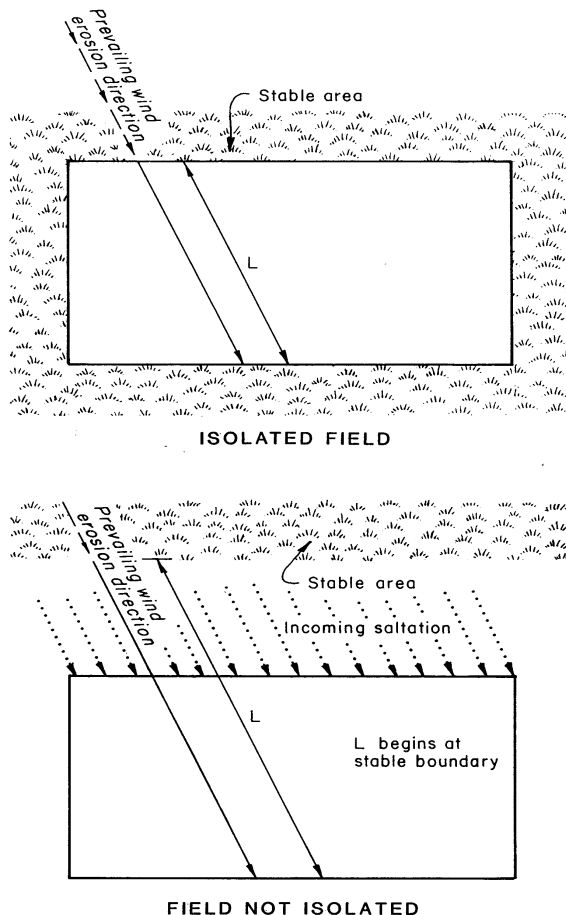 Prevailing wind
erosion direction
Stable area
L
ISOLATED FIELD
Prevailing wind
erosion direction
Stable area
Incoming saltation
L
L begins at
stable boundary
FIELD NOT ISOLATED